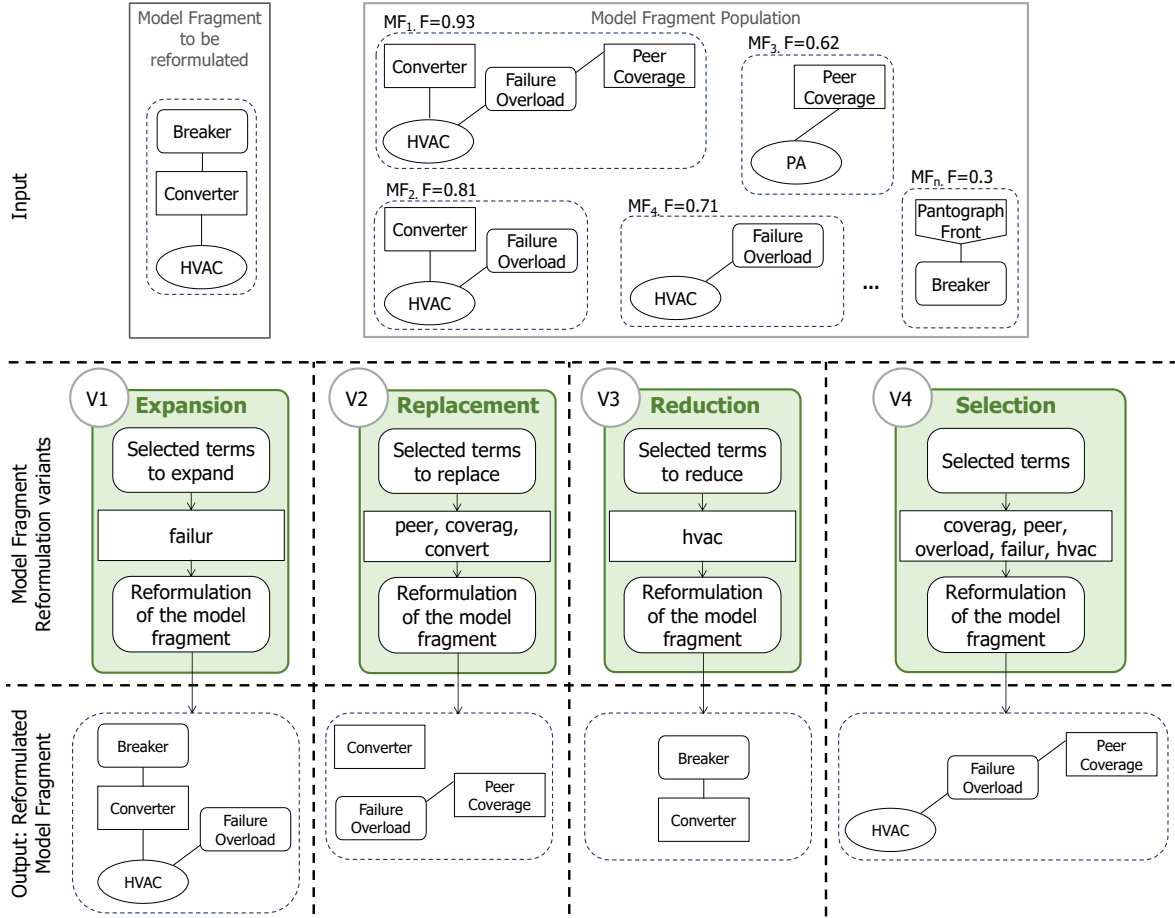 Model Fragment
to be
reformulated
Breaker
Converter
HVAC
Model Fragment Population
MF1. F=0.93
Converter
Failure
Overload
Peer
Coverage
HVAC
MF3. F=0.62
Peer
Coverage
PA
MF2. F=0.81
Converter
Failure
Overload
HVAC
MF4. F=0.71
Failure
Overload
HVAC
...
MFn. F=0.3
Pantograph
Front
Breaker
Input
Model Fragment
Reformulation variants
V1
Expansion
Selected terms
to expand
failur
Reformulation
of the model
fragment
V2
Replacement
Selected terms
to replace
peer, coverag,
convert
Reformulation
of the model
fragment
V3
Reduction
Selected terms
to reduce
hvac
Reformulation
of the model
fragment
V4
Selection
Selected terms
coverag, peer,
overload, failur, hvac
Reformulation
of the model
fragment
Output: Reformulated
Model Fragment
Breaker
Converter
Failure
Overload
HVAC
Converter
Failure
Overload
Peer
Coverage
Breaker
Converter
Peer
Coverage
Failure
Overload
HVAC